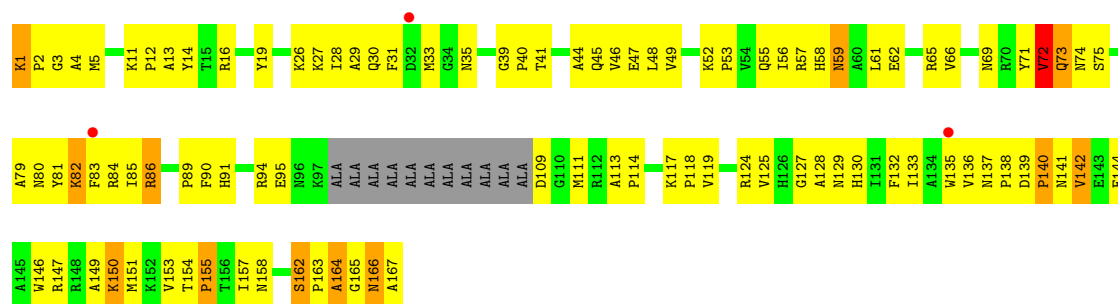 K1 P2 G3 A4 M5 K11 P12 A13 Y14 T15 R16 Y19 K26 K27 I28 A29 Q30 F31 D32 M33 G34 N35 G39 P40 T41 A44 Q45 V46 E47 L48 V49 K52 P53 V54 Q55 I56 R57 H58 N59 A60 L61 E62 R65 V66 N69 R70 Y71 V72 Q73 N74 S75
A79 N80 Y81 K82 F83 R84 I85 R86 P89 F90 H91 R94 E95 N96 K97 ALA ALA ALA ALA ALA ALA ALA ALA ALA ALA ALA D109 G110 M111 R112 A113 P114 K117 P118 V119 R124 V125 H126 G127 A128 N129 H130 I131 F132 I133 A134 W135 V136 N137 P138 D139 P140 N141 V142 E143 E144
A145 W146 R147 R148 A149 K150 M151 K152 V153 T154 P155 T156 I157 N158 S162 P163 A164 G165 N166 A167